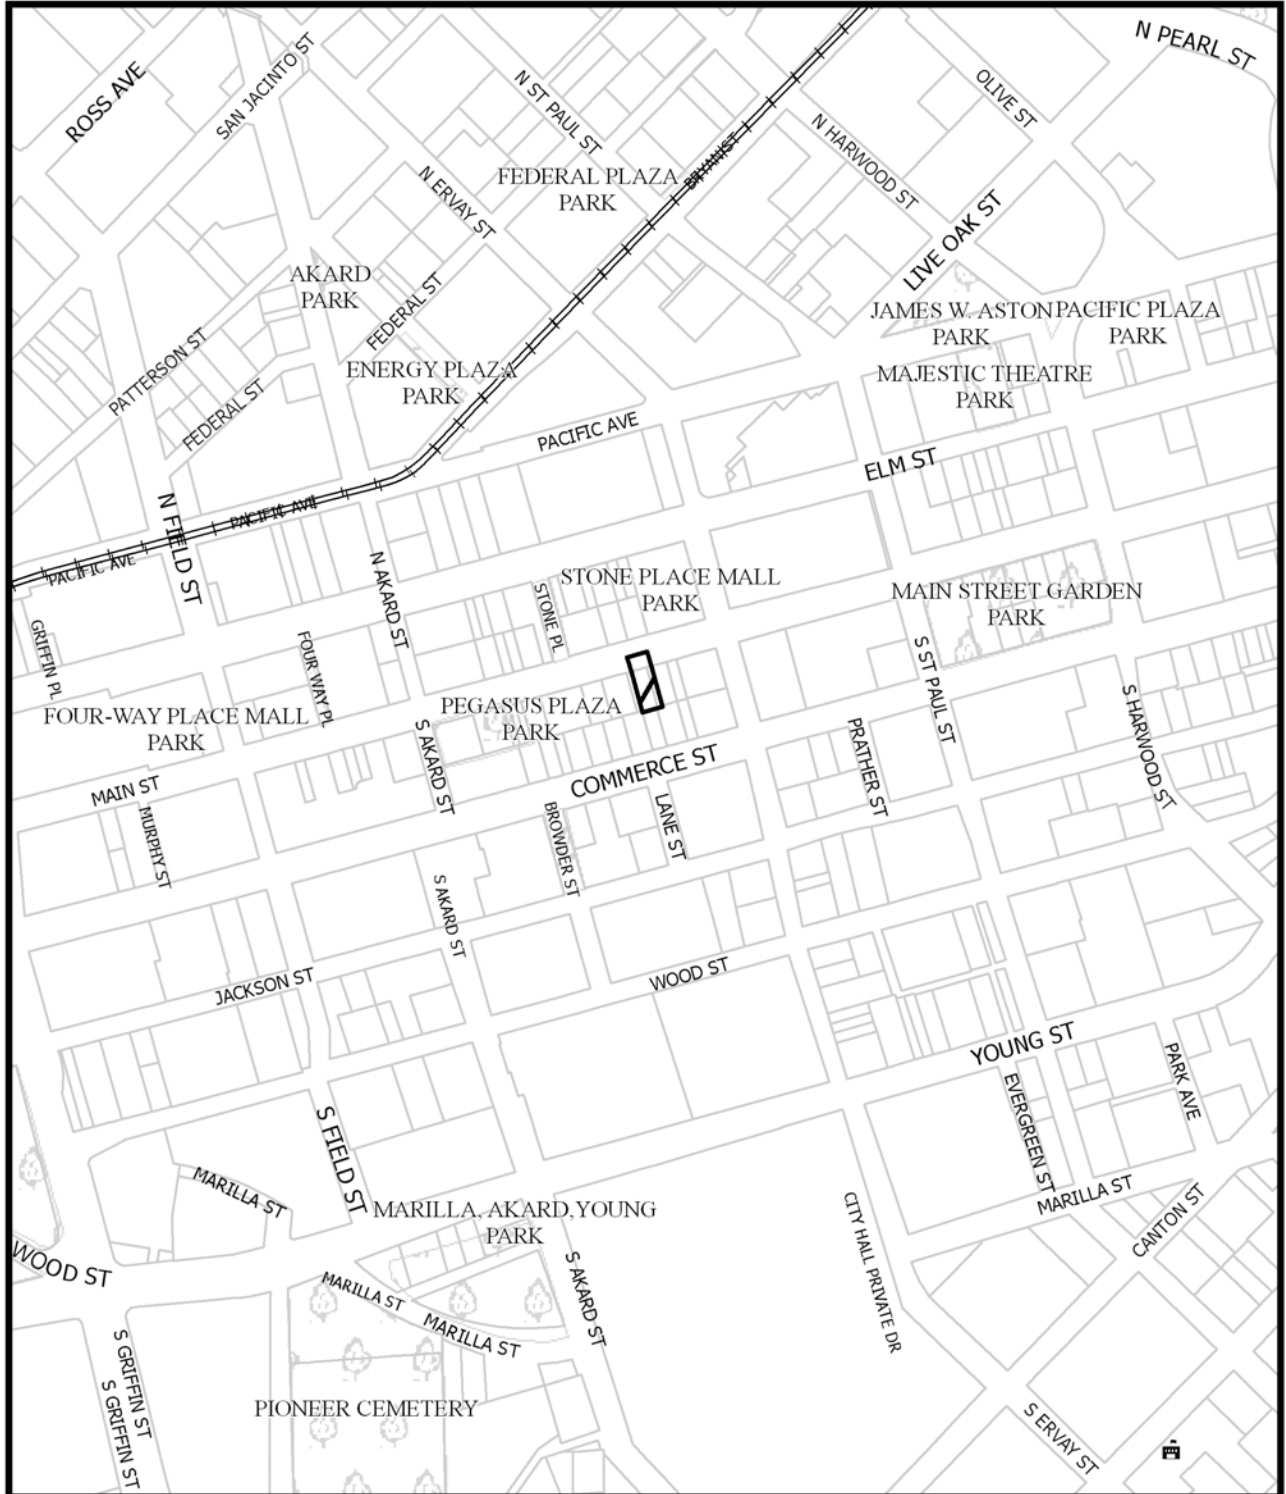 N PEARL ST
ROSS AVE
SAN JACINTO ST
N ST PAUL ST
OLIVE ST
BRYAN ST
N HARWOOD ST
FEDERAL PLAZA
PARK
N ERVAY ST
LIVE OAK ST
AKARD
PARK
FEDERAL ST
JAMES W. ASTON
PARK
PACIFIC PLAZA
PARK
PATTERSON ST
ENERGY PLAZA
PARK
MAJESTIC THEATRE
PARK
FEDERAL ST
PACIFIC AVE
ELM ST
N FIELD ST
PACIFIC AVE
PACIFIC AVE
N AKARD ST
STONE PL
STONE PLACE MALL
PARK
MAIN STREET GARDEN
PARK
GRIFFIN PL
FOUR WAY PL
FOUR-WAY PLACE MALL
PARK
PEGASUS PLAZA
PARK
S AKARD ST
S ST PAUL ST
S HARWOOD ST
PRATHER ST
COMMERCE ST
MAIN ST
MURPHY ST
BROWDER ST
LANE ST
S AKARD ST
JACKSON ST
WOOD ST
YOUNG ST
EVERGREEN ST
PARK AVE
S FIELD ST
MARILLA ST
MARILLA, AKARD, YOUNG
PARK
MARILLA ST
CANTON ST
CITY HALL PRIVATE DR
WOOD ST
MARILLA ST
MARILLA ST
S AKARD ST
S GRIFFIN ST
S GRIFFIN ST
PIONEER CEMETERY
S ERVAY ST